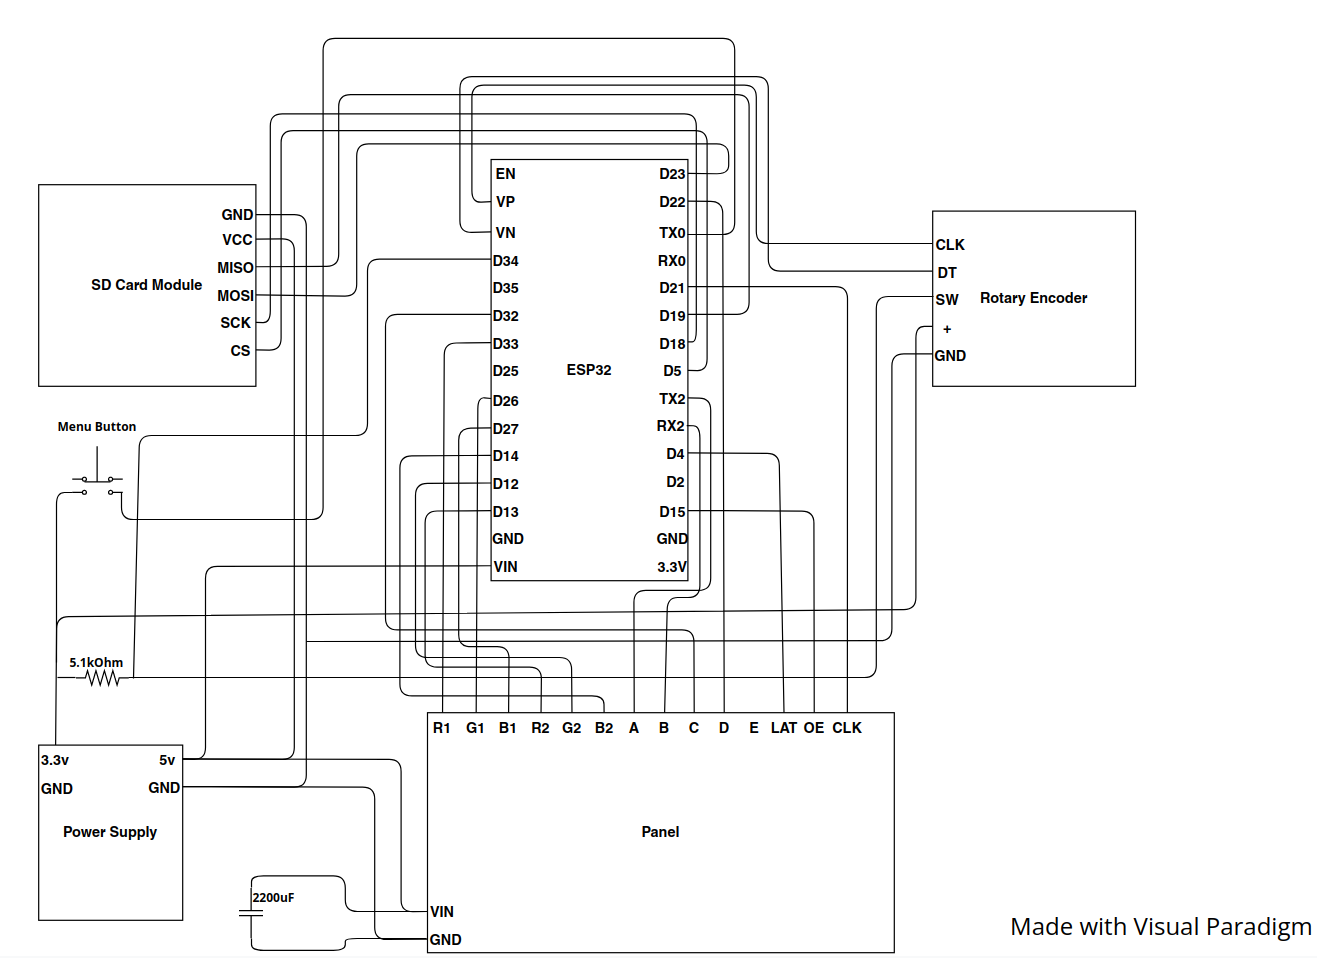 SD Card Module
GND
VCC
MISO
MOSI
SCK
CS
EN
VP
VN
D34
D35
D32
D33
D25
D26
D27
D14
D12
D13
GND
VIN
ESP32
D23
D22
TX0
RX0
D21
D19
D18
D5
TX2
RX2
D4
D2
D15
GND
3.3V
CLK
DT
SW
+
GND
Rotary Encoder
Menu Button
5.1kOhm
3.3v
GND
5v
GND
Power Supply
R1 G1 B1 R2 G2 B2 A B C D E LAT OE CLK
Panel
2200uF
VIN
GND
Made with Visual Paradigm